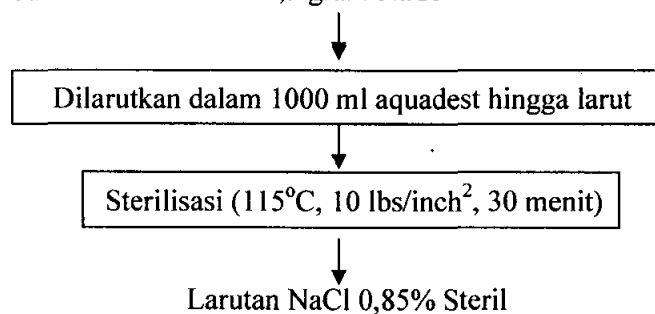 Dilarutkan dalam 1000 ml aquadest hingga larut
Sterilisasi (115°C, 10 lbs/inch², 30 menit)
Larutan NaCl 0,85% Steril